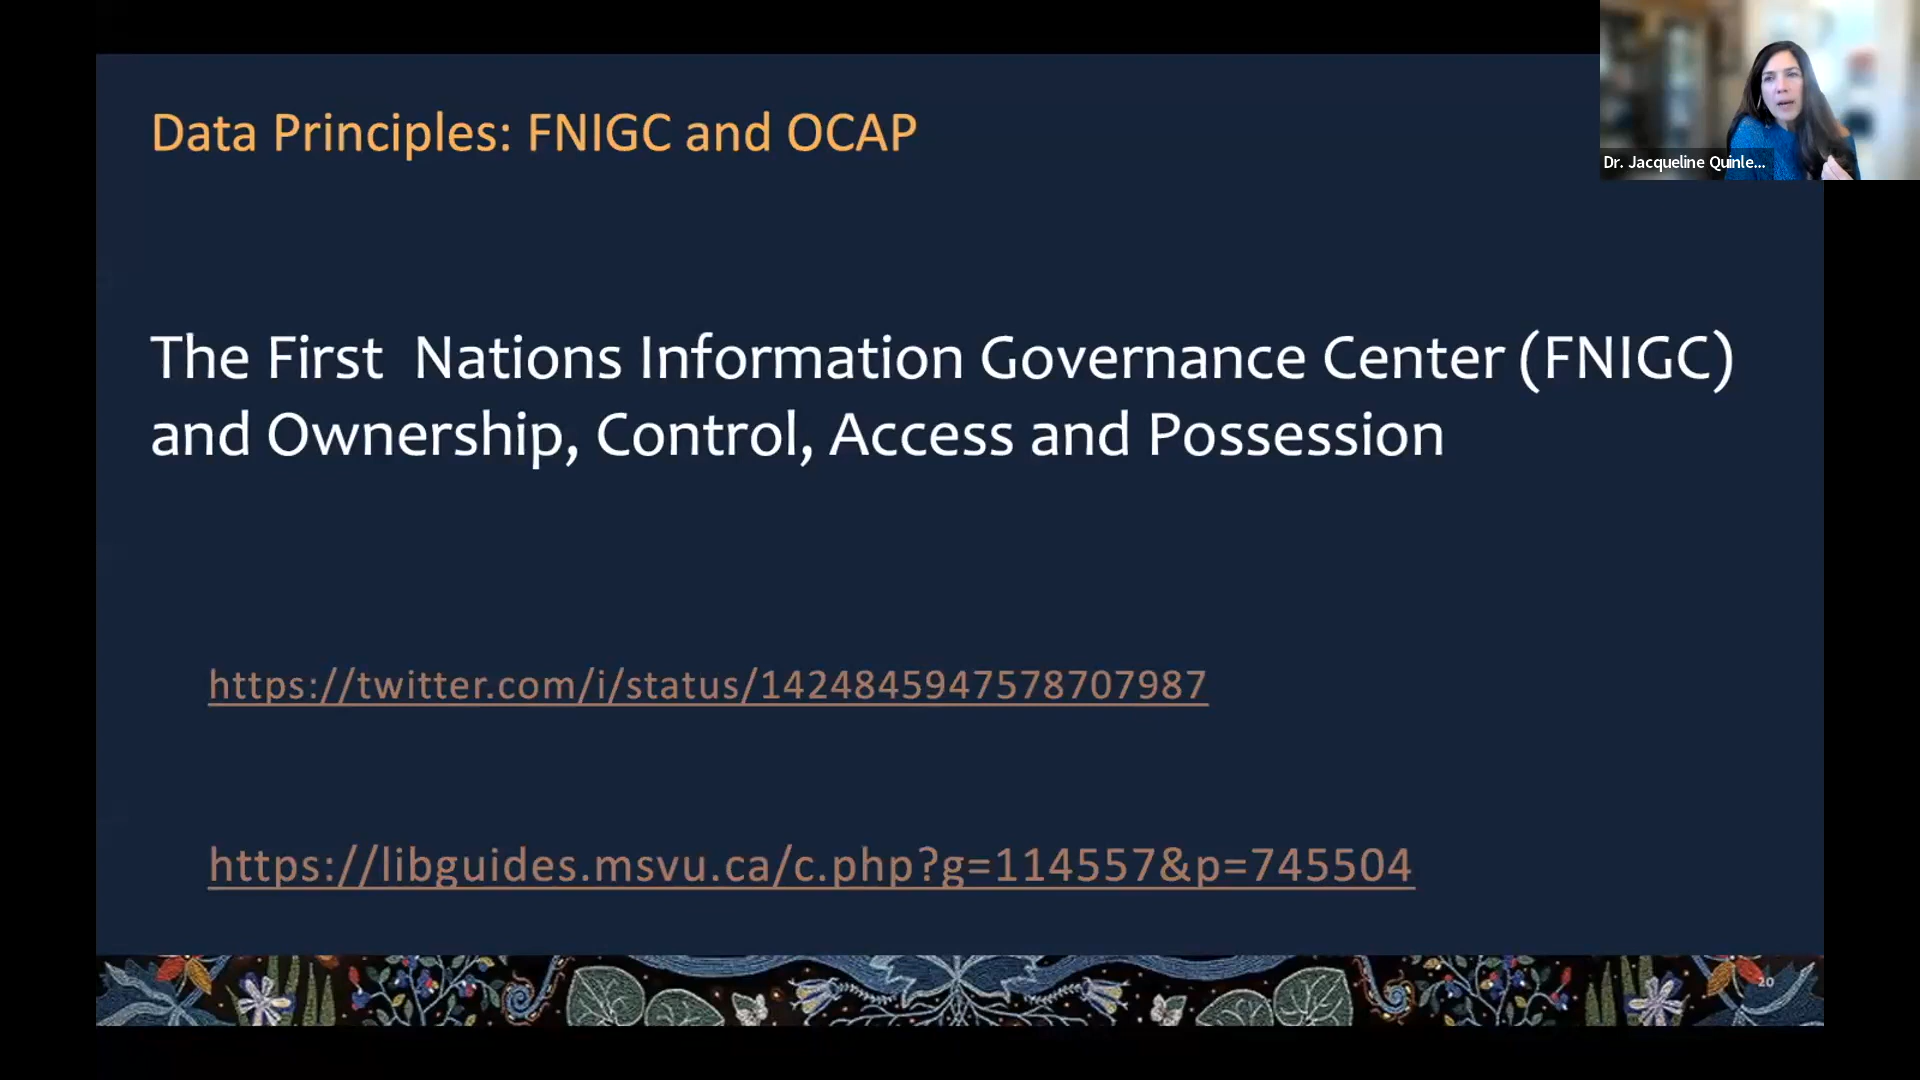 Data Principles: FNIGC and OCAP
Dr. Jacqueline Quinle...
The First Nations Information Governance Center (FNIGC)
and Ownership, Control, Access and Possession
https://twitter.com/i/status/1424845947578707987
https://libguides.msvu.ca/c.php?g=114557&p=745504
20